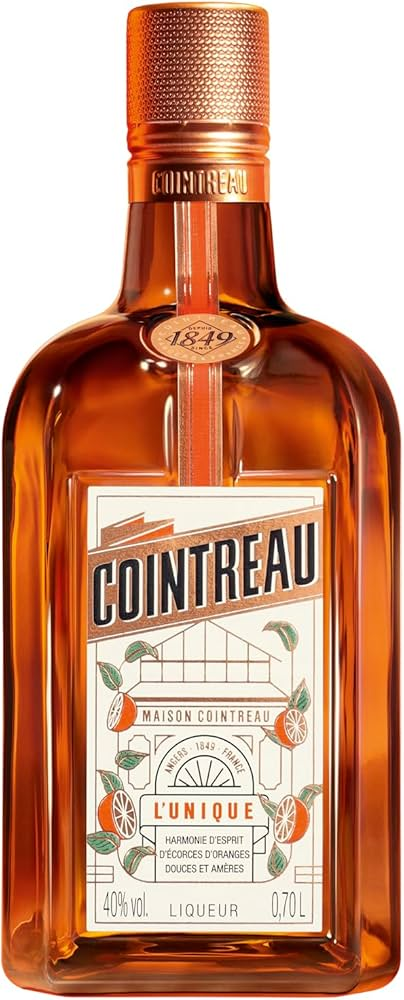 COINTREAU
DEPUIS
1849
SINCE
COINTREAU
MAISON COINTREAU
ANGERS · 1849 · FRANCE
L'UNIQUE
HARMONIE D'ESPRIT
D'ÉCORCES D'ORANGES
DOUCES ET AMÈRES
40% vol. LIQUEUR 0,70 L